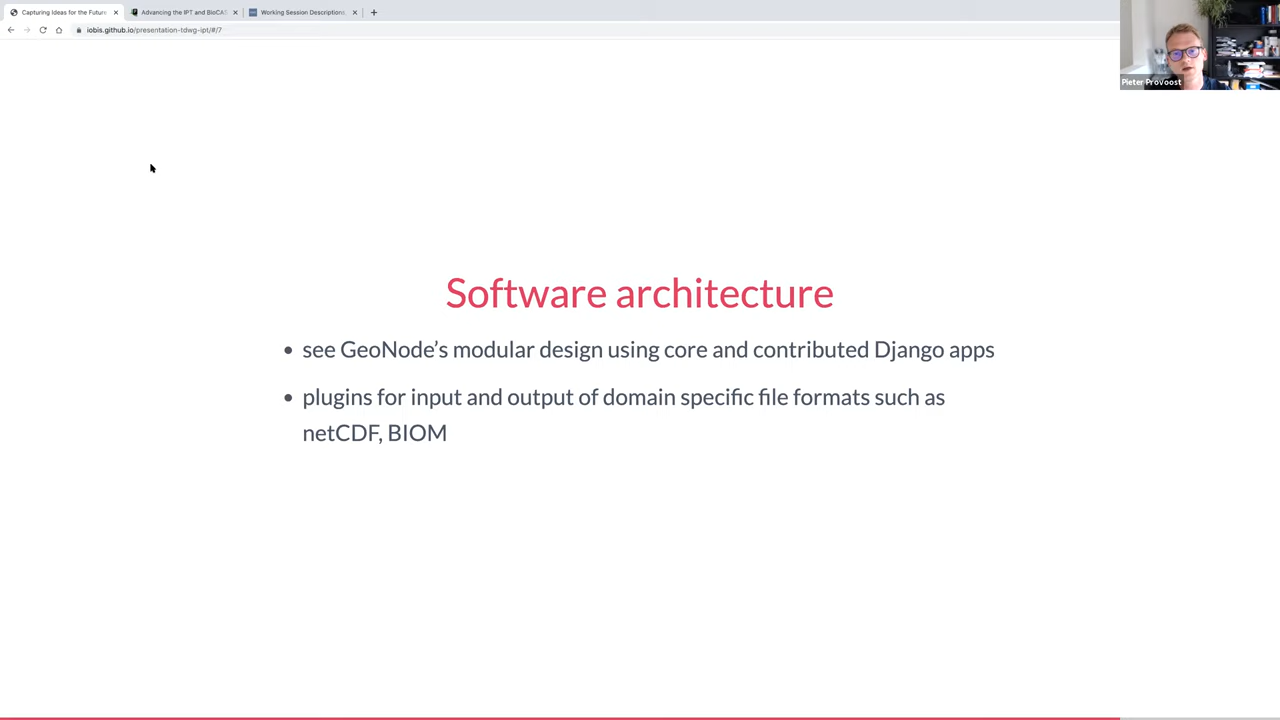 Capturing Ideas for the Future
Advancing the IPT and BioCAS
Working Session Descriptions
iobis.github.io/presentation-tdwg-ipt/#/7
Pieter Provoost
Software architecture
• see GeoNode’s modular design using core and contributed Django apps
• plugins for input and output of domain specific file formats such as
netCDF, BIOM